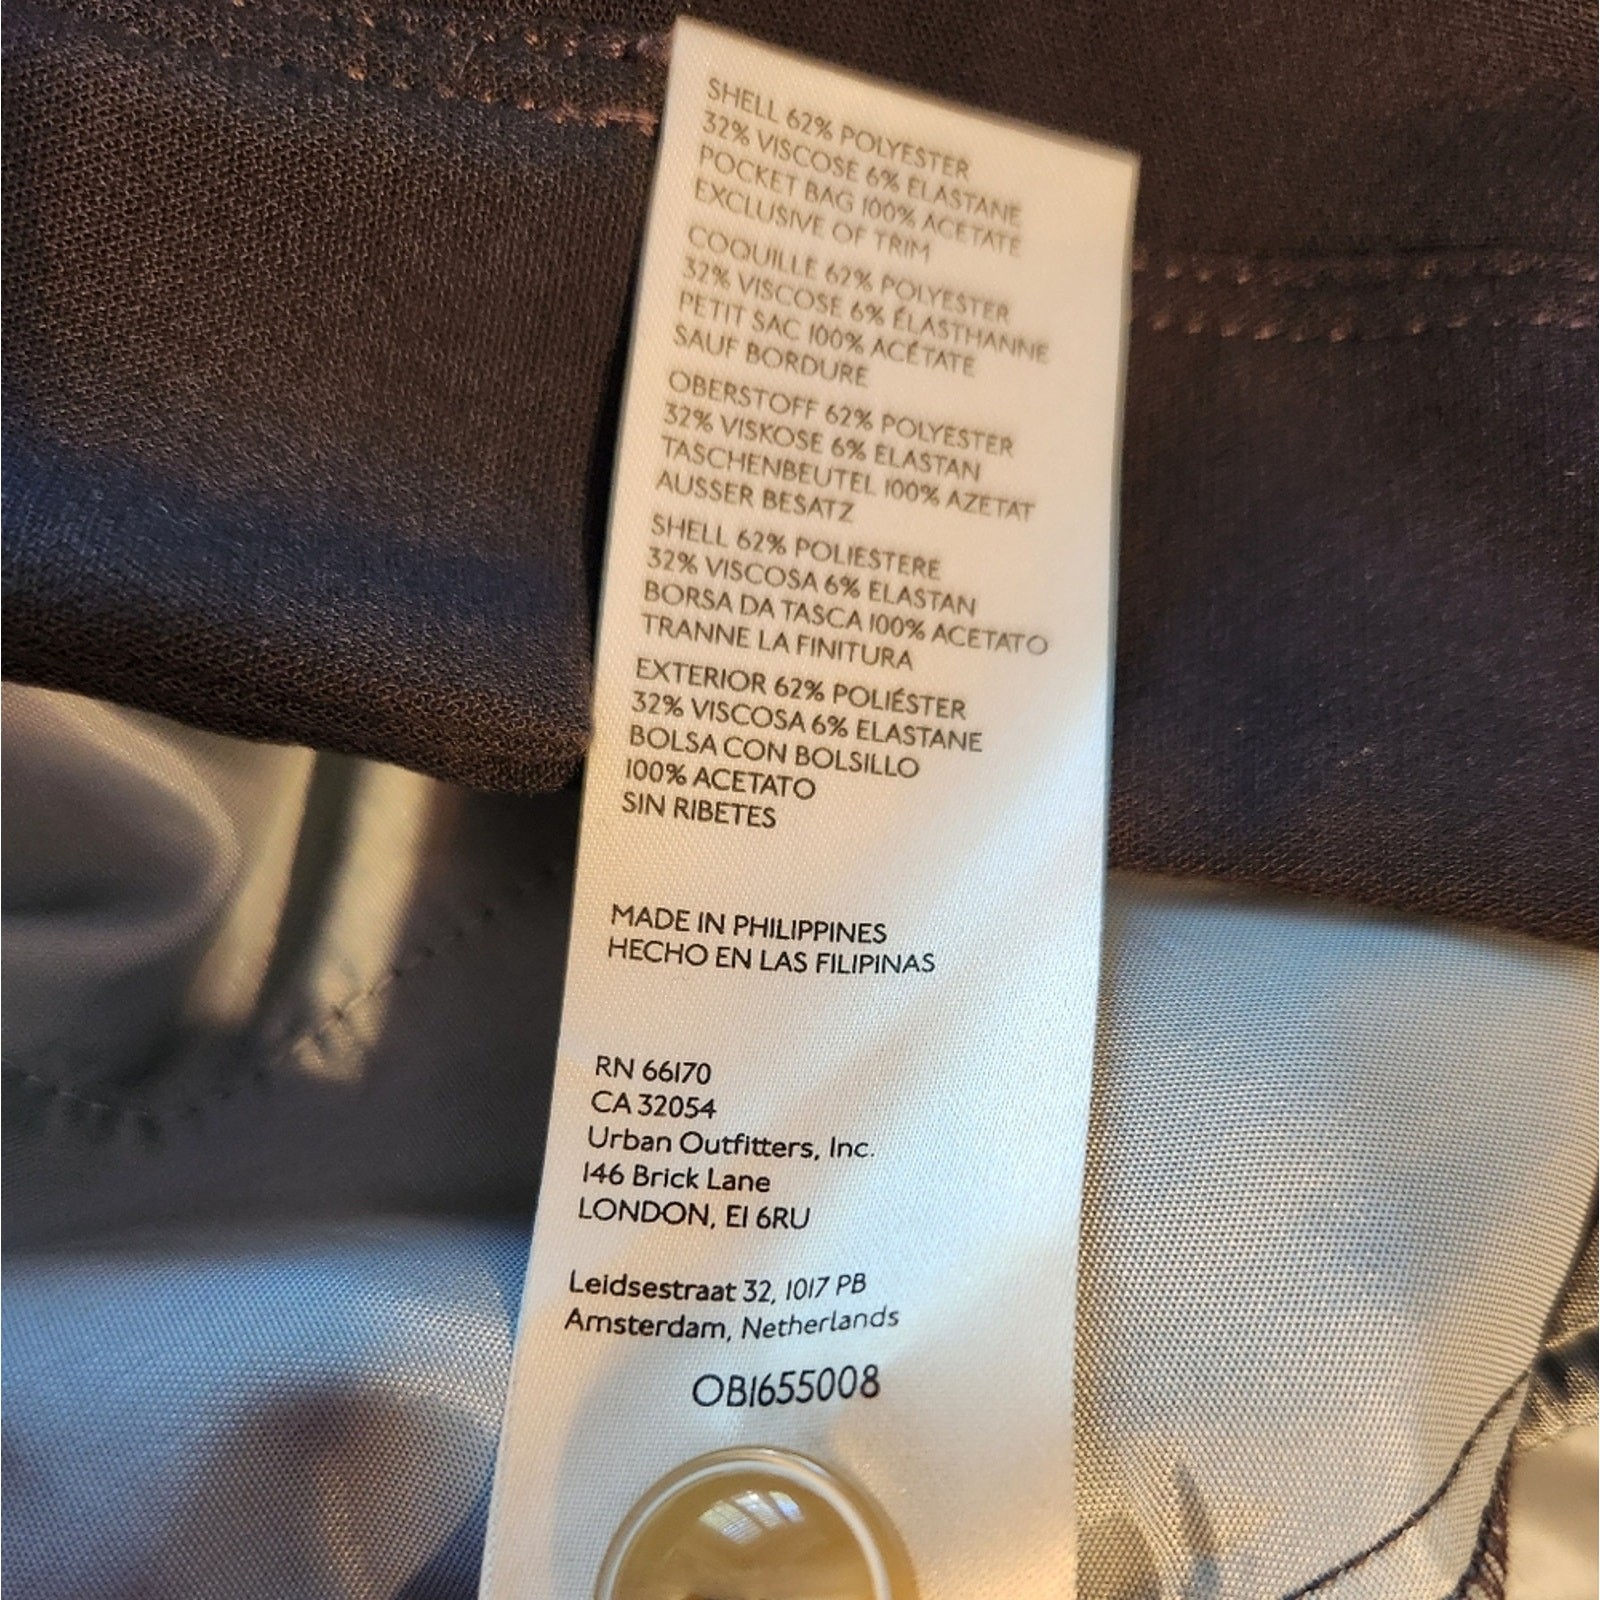 SHELL 62% POLYESTER
32% VISCOSE 6% ELASTANE
POCKET BAG 100% ACETATE
EXCLUSIVE OF TRIM
COQUILLE 62% POLYESTER
32% VISCOSE 6% ÉLASTHANNE
PETIT SAC 100% ACÉTATE
SAUF BORDURE
OBERSTOFF 62% POLYESTER
32% VISKOSE 6% ELASTAN
TASCHENBEUTEL 100% AZETAT
AUSSER BESATZ
SHELL 62% POLIESTERE
32% VISCOSA 6% ELASTAN
BORSA DA TASCA 100% ACETATO
TRANNE LA FINITURA
EXTERIOR 62% POLIÉSTER
32% VISCOSA 6% ELASTANE
BOLSA CON BOLSILLO
100% ACETATO
SIN RIBETES
MADE IN PHILIPPINES
HECHO EN LAS FILIPINAS
RN 66170
CA 32054
Urban Outfitters, Inc.
146 Brick Lane
LONDON, E1 6RU
Leidsestraat 32, 1017 PB
Amsterdam, Netherlands
OB1655008